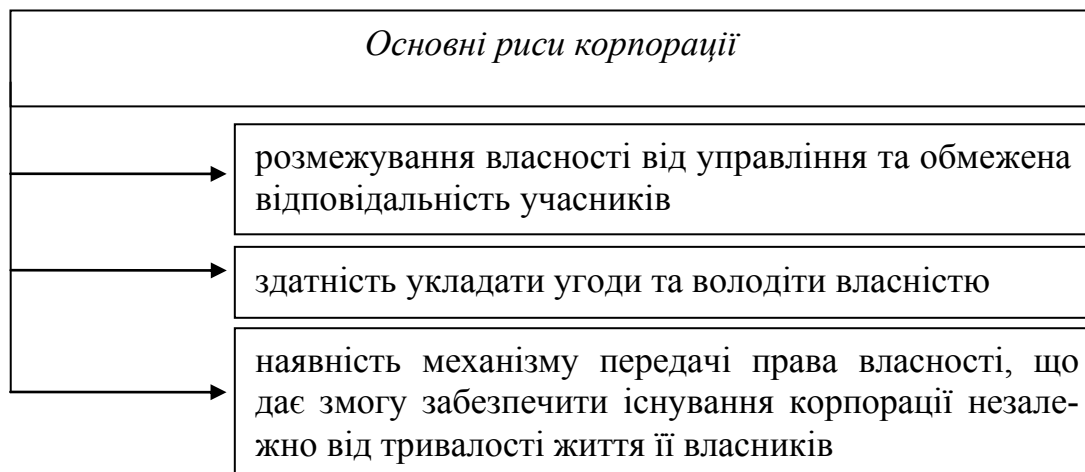 Основні риси корпорації
розмежування власності від управління та обмежена
відповідальність учасників
здатність укладати угоди та володіти власністю
наявність механізму передачі права власності, що
дає змогу забезпечити існування корпорації незале-
жно від тривалості життя її власників